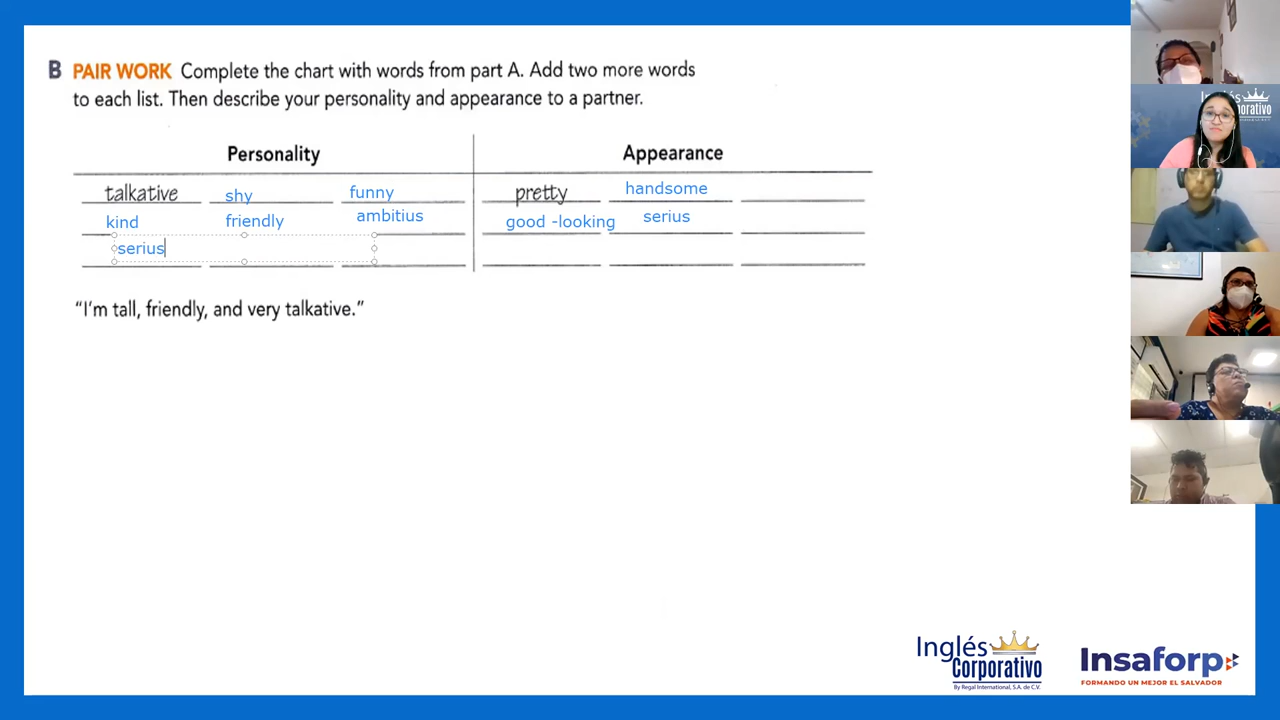 B PAIR WORK Complete the chart with words from part A. Add two more words
to each list. Then describe your personality and appearance to a partner.
Personality Appearance
talkative shy funny pretty handsome
kind friendly ambitius good -looking serius
serius
"I'm tall, friendly, and very talkative."
Inglés
Corporativo
By Regal International, S.A. de C.V.
Insaforp
FORMANDO UN MEJOR EL SALVADOR